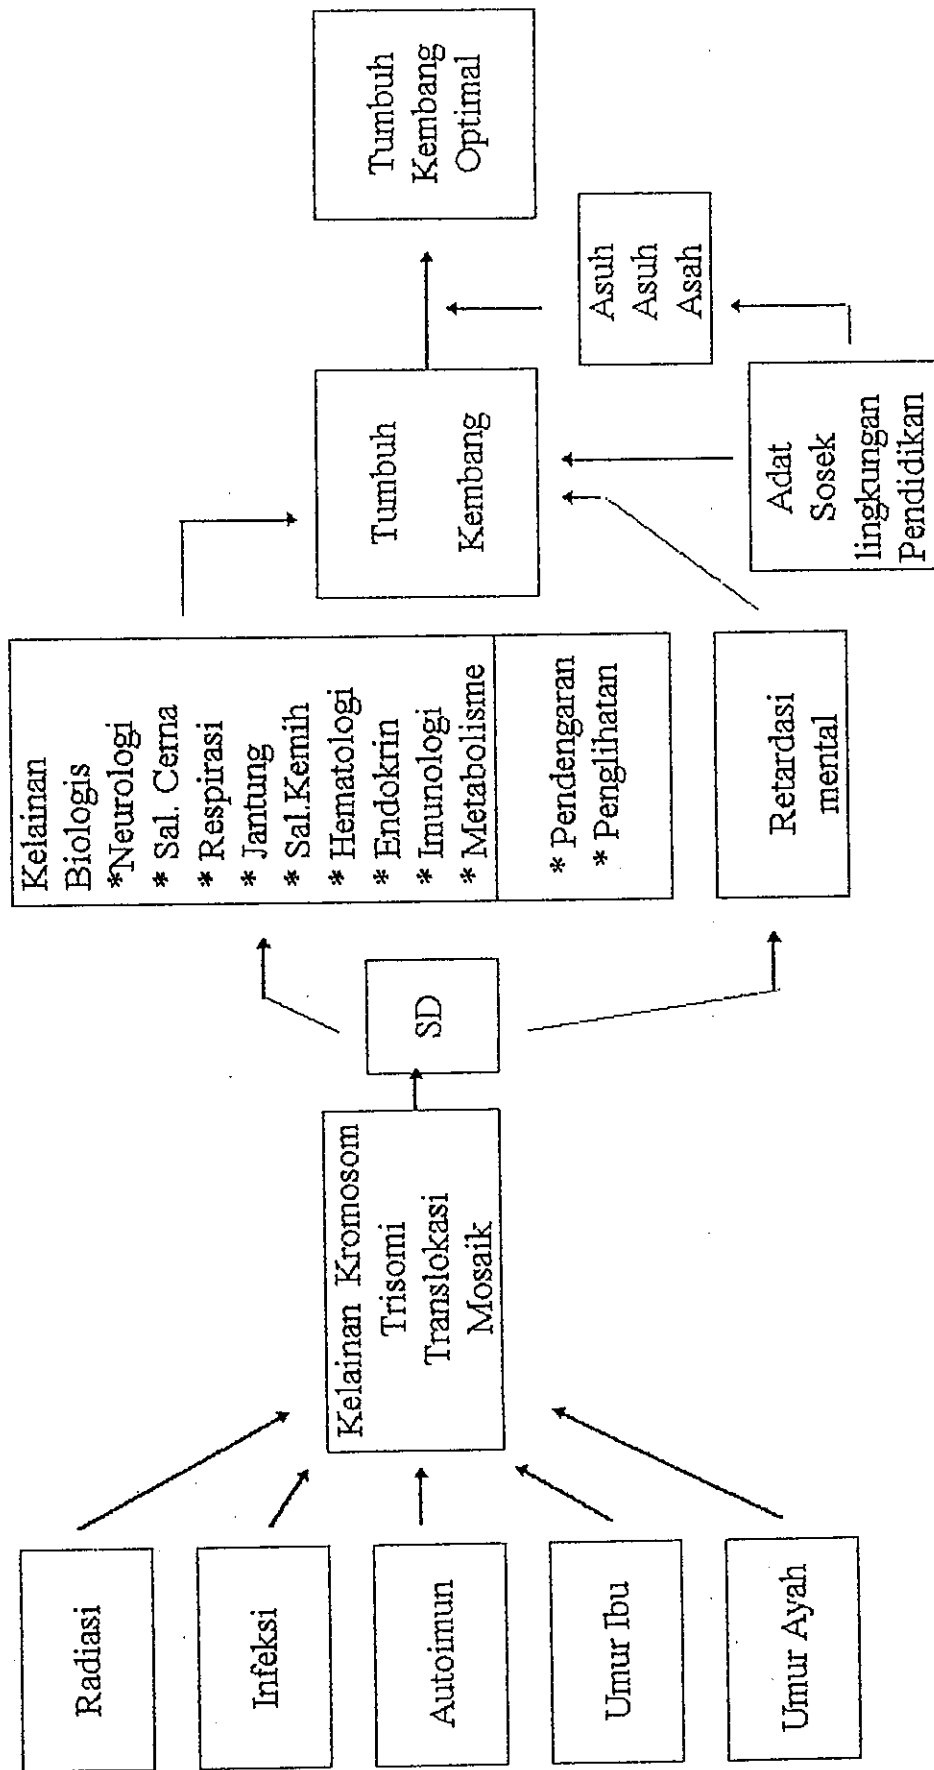 Radiasi
Infeksi
Autoimun
Umur Ibu
Umur Ayah
Kelainan Kromosom
Trisomi
Translokasi
Mosaik
SD
Kelainan
Biologis
*Neurologi
* Sal. Cerna
* Respirasi
* Jantung
* Sal.Kemih
* Hematologi
* Endokrin
* Imunologi
* Metabolisme
* Pendengaran
* Penglihatan
Retardasi
mental
Tumbuh
Kembang
Adat
Sosek
lingkungan
Pendidikan
Asuh
Asuh
Asah
Tumbuh
Kembang
Optimal